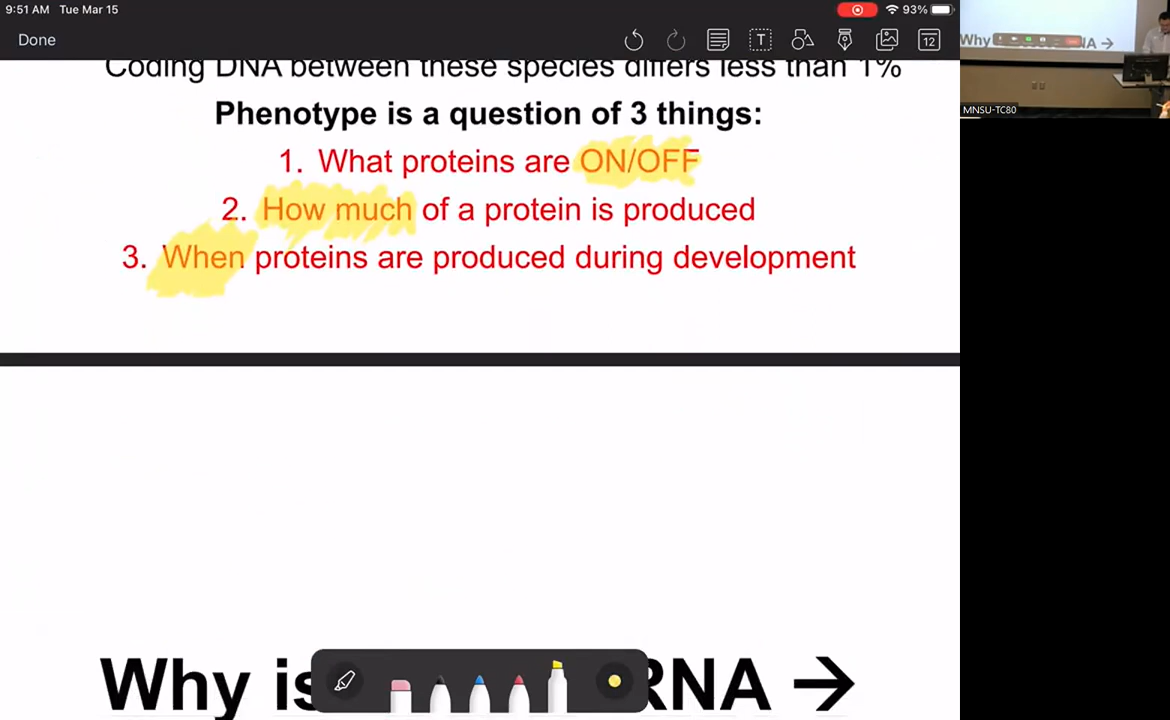 9:51 AM Tue Mar 15
93%
Done
T
12
Coding DNA between these species differs less than 1%
Phenotype is a question of 3 things:
1. What proteins are ON/OFF
2. How much of a protein is produced
3. When proteins are produced during development
Why is RNA →
Why NA →
MNSU-TC80